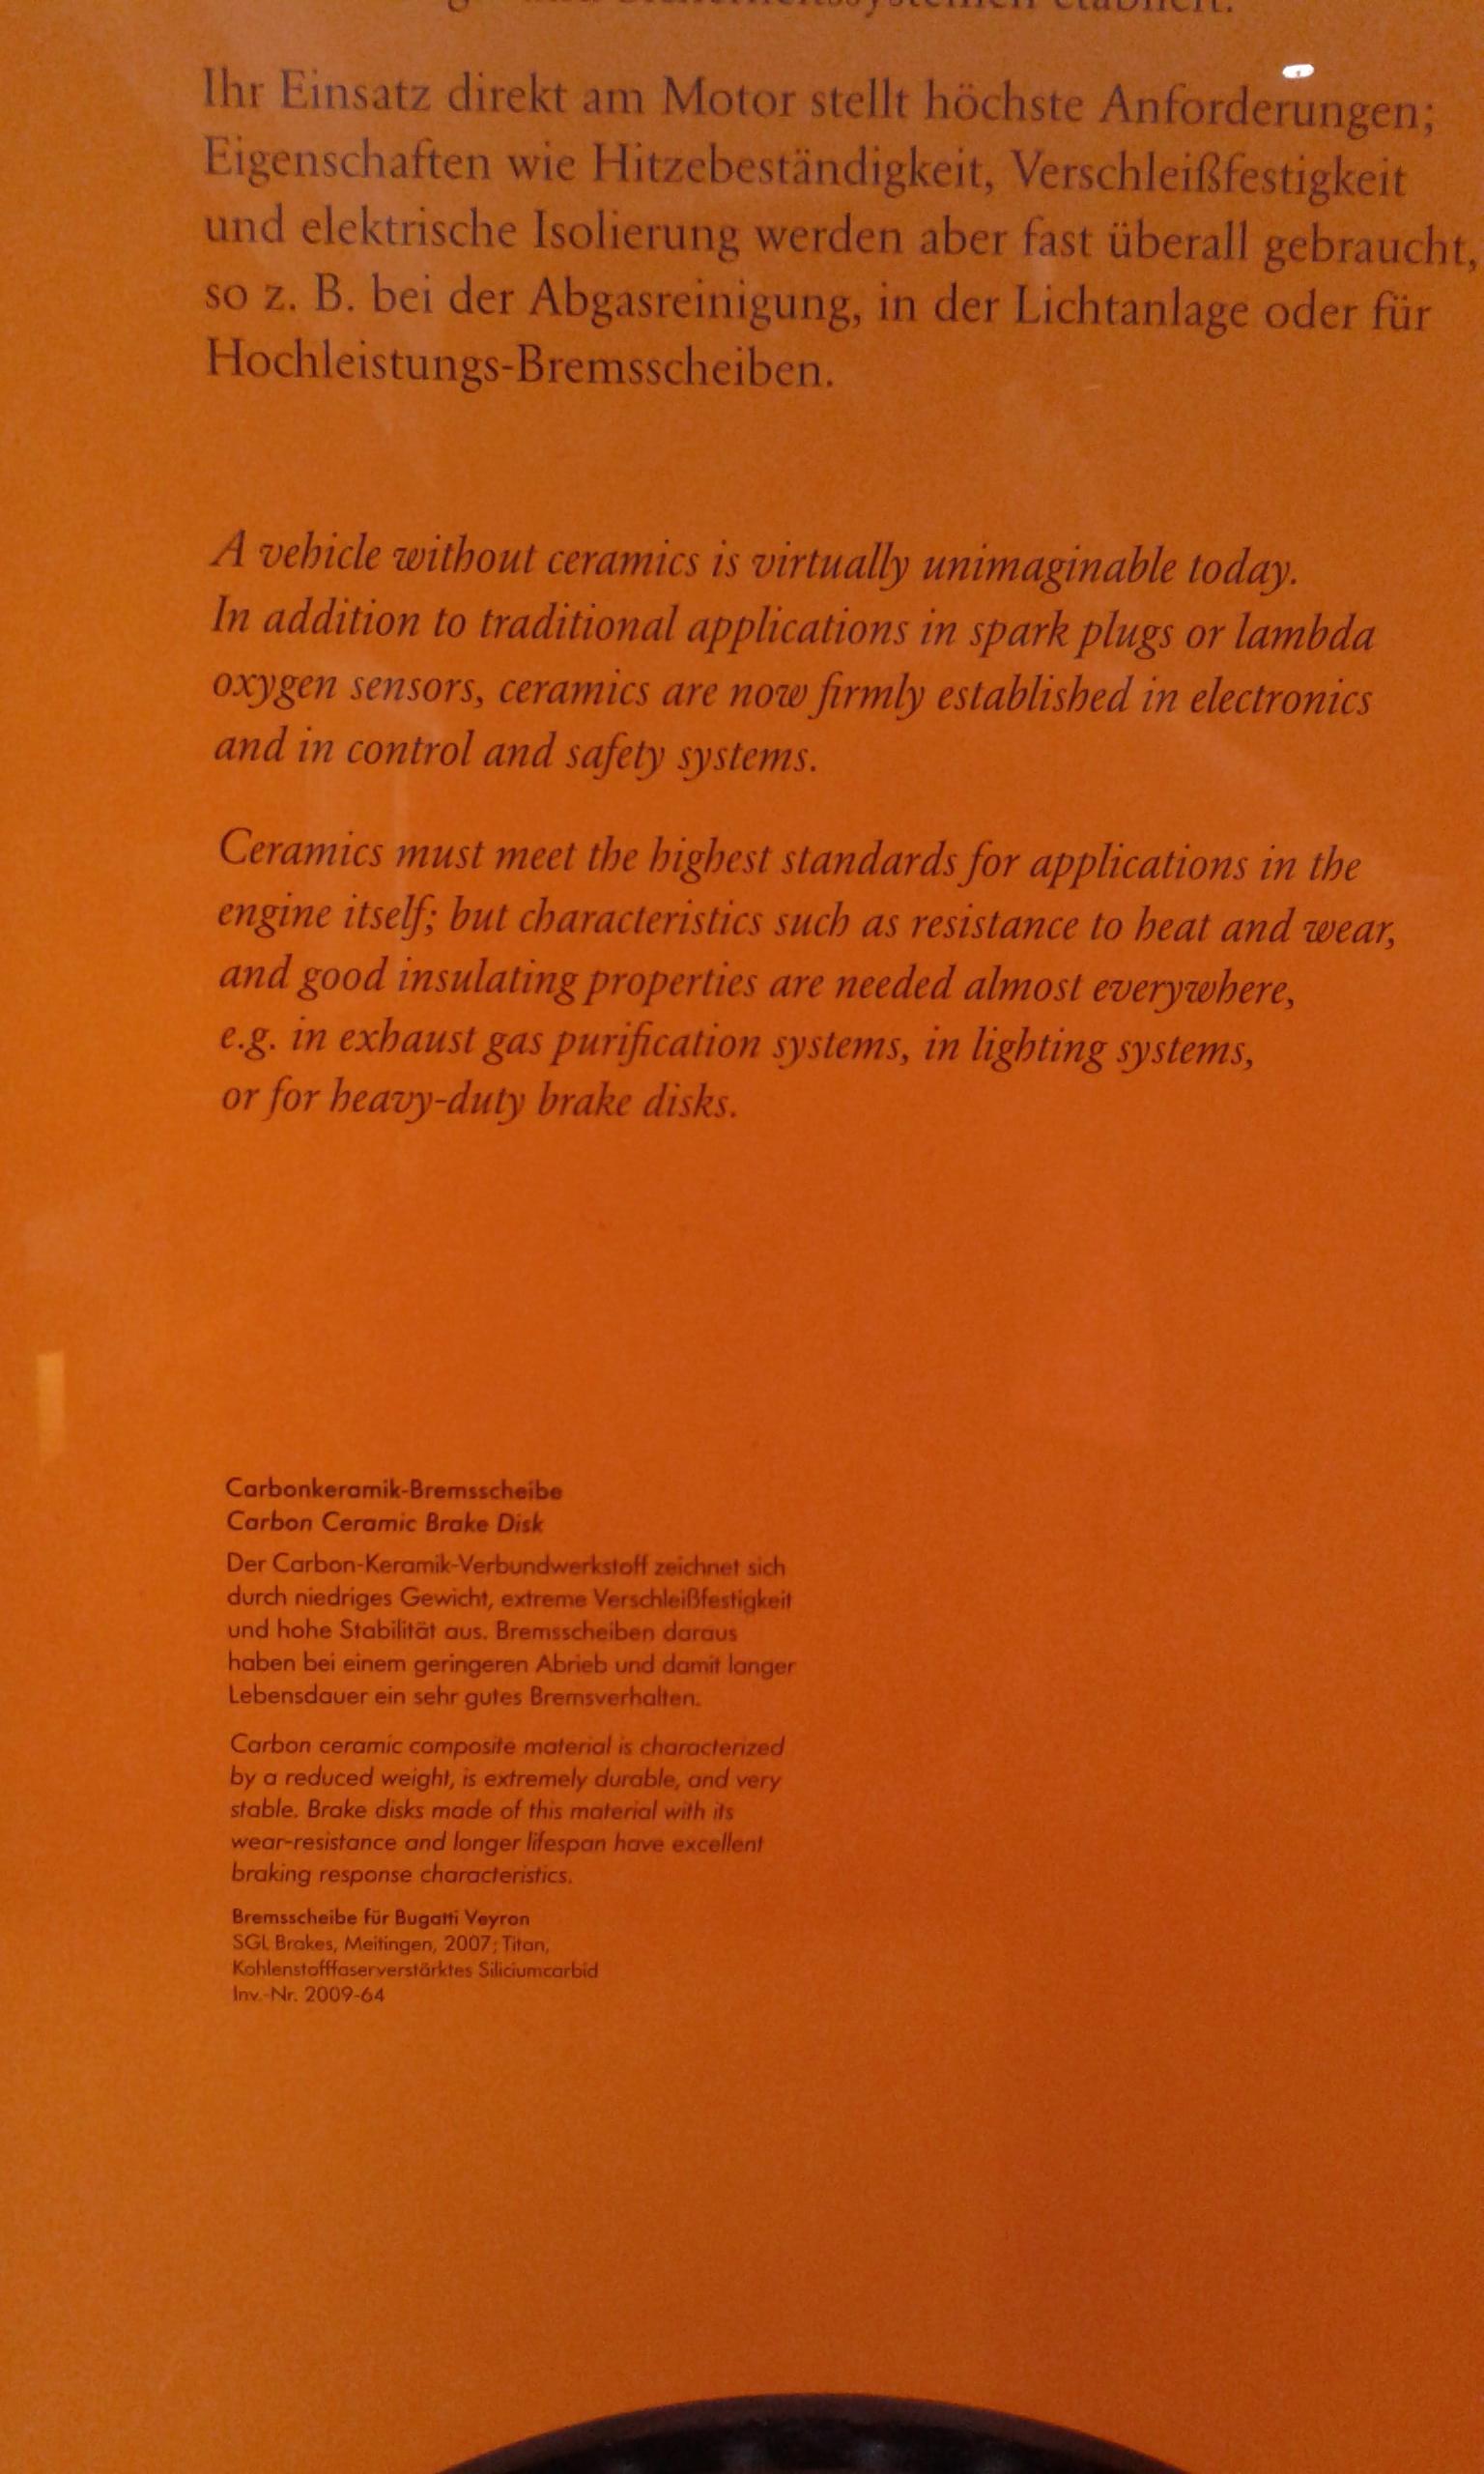 etabliert.
Ihr Einsatz direkt am Motor stellt höchste Anforderungen;
Eigenschaften wie Hitzebeständigkeit, Verschleißfestigkeit
und elektrische Isolierung werden aber fast überall gebraucht,
so z. B. bei der Abgasreinigung, in der Lichtanlage oder für
Hochleistungs-Bremsscheiben.
A vehicle without ceramics is virtually unimaginable today.
In addition to traditional applications in spark plugs or lambda
oxygen sensors, ceramics are now firmly established in electronics
and in control and safety systems.
Ceramics must meet the highest standards for applications in the
engine itself; but characteristics such as resistance to heat and wear,
and good insulating properties are needed almost everywhere,
e.g. in exhaust gas purification systems, in lighting systems,
or for heavy-duty brake disks.
Carbonkeramik-Bremsscheibe
Carbon Ceramic Brake Disk
Der Carbon-Keramik-Verbundwerkstoff zeichnet sich
durch niedriges Gewicht, extreme Verschleißfestigkeit
und hohe Stabilität aus. Bremsscheiben daraus
haben bei einem geringeren Abrieb und damit langer
Lebensdauer ein sehr gutes Bremsverhalten.
Carbon ceramic composite material is characterized
by a reduced weight, is extremely durable, and very
stable. Brake disks made of this material with its
wear-resistance and longer lifespan have excellent
braking response characteristics.
Bremsscheibe für Bugatti Veyron
SGL Brakes, Meitingen, 2007; Titan,
Kohlenstofffaserverstärktes Siliciumcarbid
Inv.-Nr. 2009-64